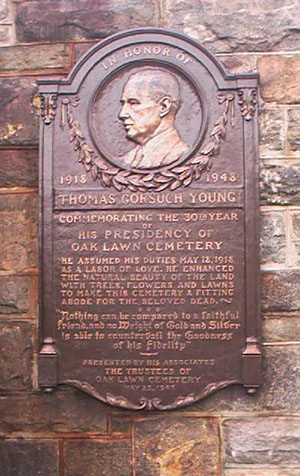 IN HONOR OF
1918 1948
THOMAS GORSUCH YOUNG
COMMEMORATING THE 30TH YEAR
OF
HIS PRESIDENCY OF
OAK LAWN CEMETERY
HE ASSUMED HIS DUTIES MAY 18, 1918
AS A LABOR OF LOVE. HE ENHANCED
THE NATURAL BEAUTY OF THE LAND
WITH TREES, FLOWERS AND LAWNS
TO MAKE THIS CEMETERY A FITTING
ABODE FOR THE BELOVED DEAD.~
"Nothing can be compared to a faithful
friend, and no Weight of Gold and Silver
is able to countervail the Goodness
of his Fidelity"
PRESENTED BY HIS ASSOCIATES
THE TRUSTEES OF
OAK LAWN CEMETERY
MAY 25, 1948